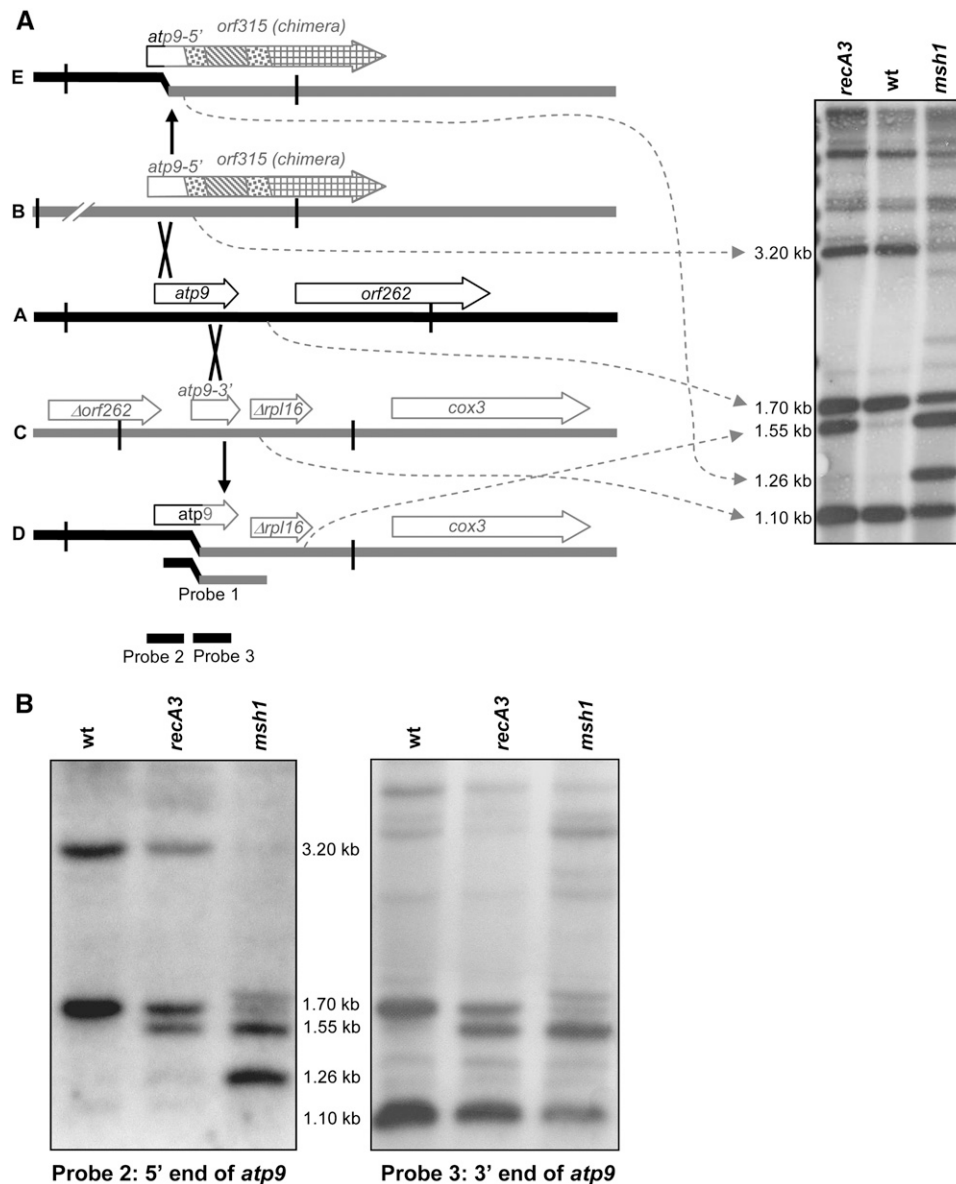 A
atp9-5' orf315 (chimera)
E
atp9-5' orf315 (chimera)
B
atp9 orf262
A
atp9-3'
Δorf262 Δrpl16 cox3
C
atp9 Δrpl16 cox3
D
Probe 1
Probe 2 Probe 3
recA3 wt msh1
3.20 kb
1.70 kb
1.55 kb
1.26 kb
1.10 kb
B
wt recA3 msh1
wt recA3 msh1
3.20 kb
1.70 kb
1.55 kb
1.26 kb
1.10 kb
Probe 2: 5' end of atp9
Probe 3: 3' end of atp9